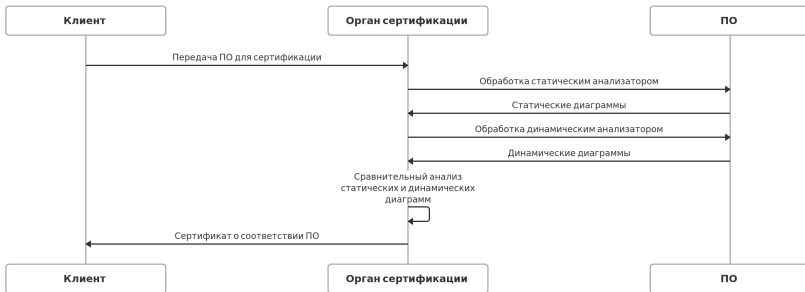 Клиент
Орган сертификации
ПО
Передача ПО для сертификации
Обработка статическим анализатором
Статические диаграммы
Обработка динамическим анализатором
Динамические диаграммы
Сравнительный анализ
статических и динамических
диаграмм
Сертификат о соответствии ПО
Клиент
Орган сертификации
ПО